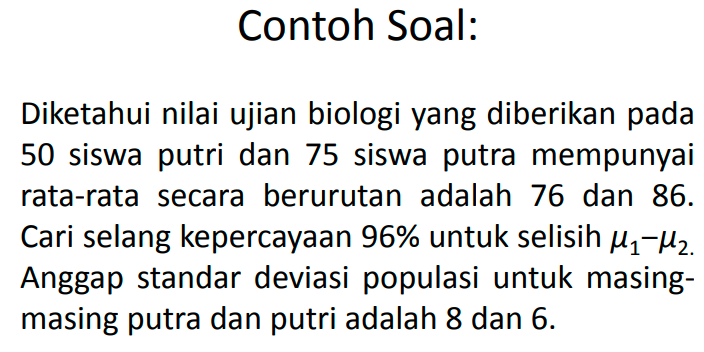 Contoh Soal:
Diketahui nilai ujian biologi yang diberikan pada
50 siswa putri dan 75 siswa putra mempunyai
rata-rata secara berurutan adalah 76 dan 86.
Cari selang kepercayaan 96% untuk selisih μ₁–μ₂.
Anggap standar deviasi populasi untuk masing-
masing putra dan putri adalah 8 dan 6.